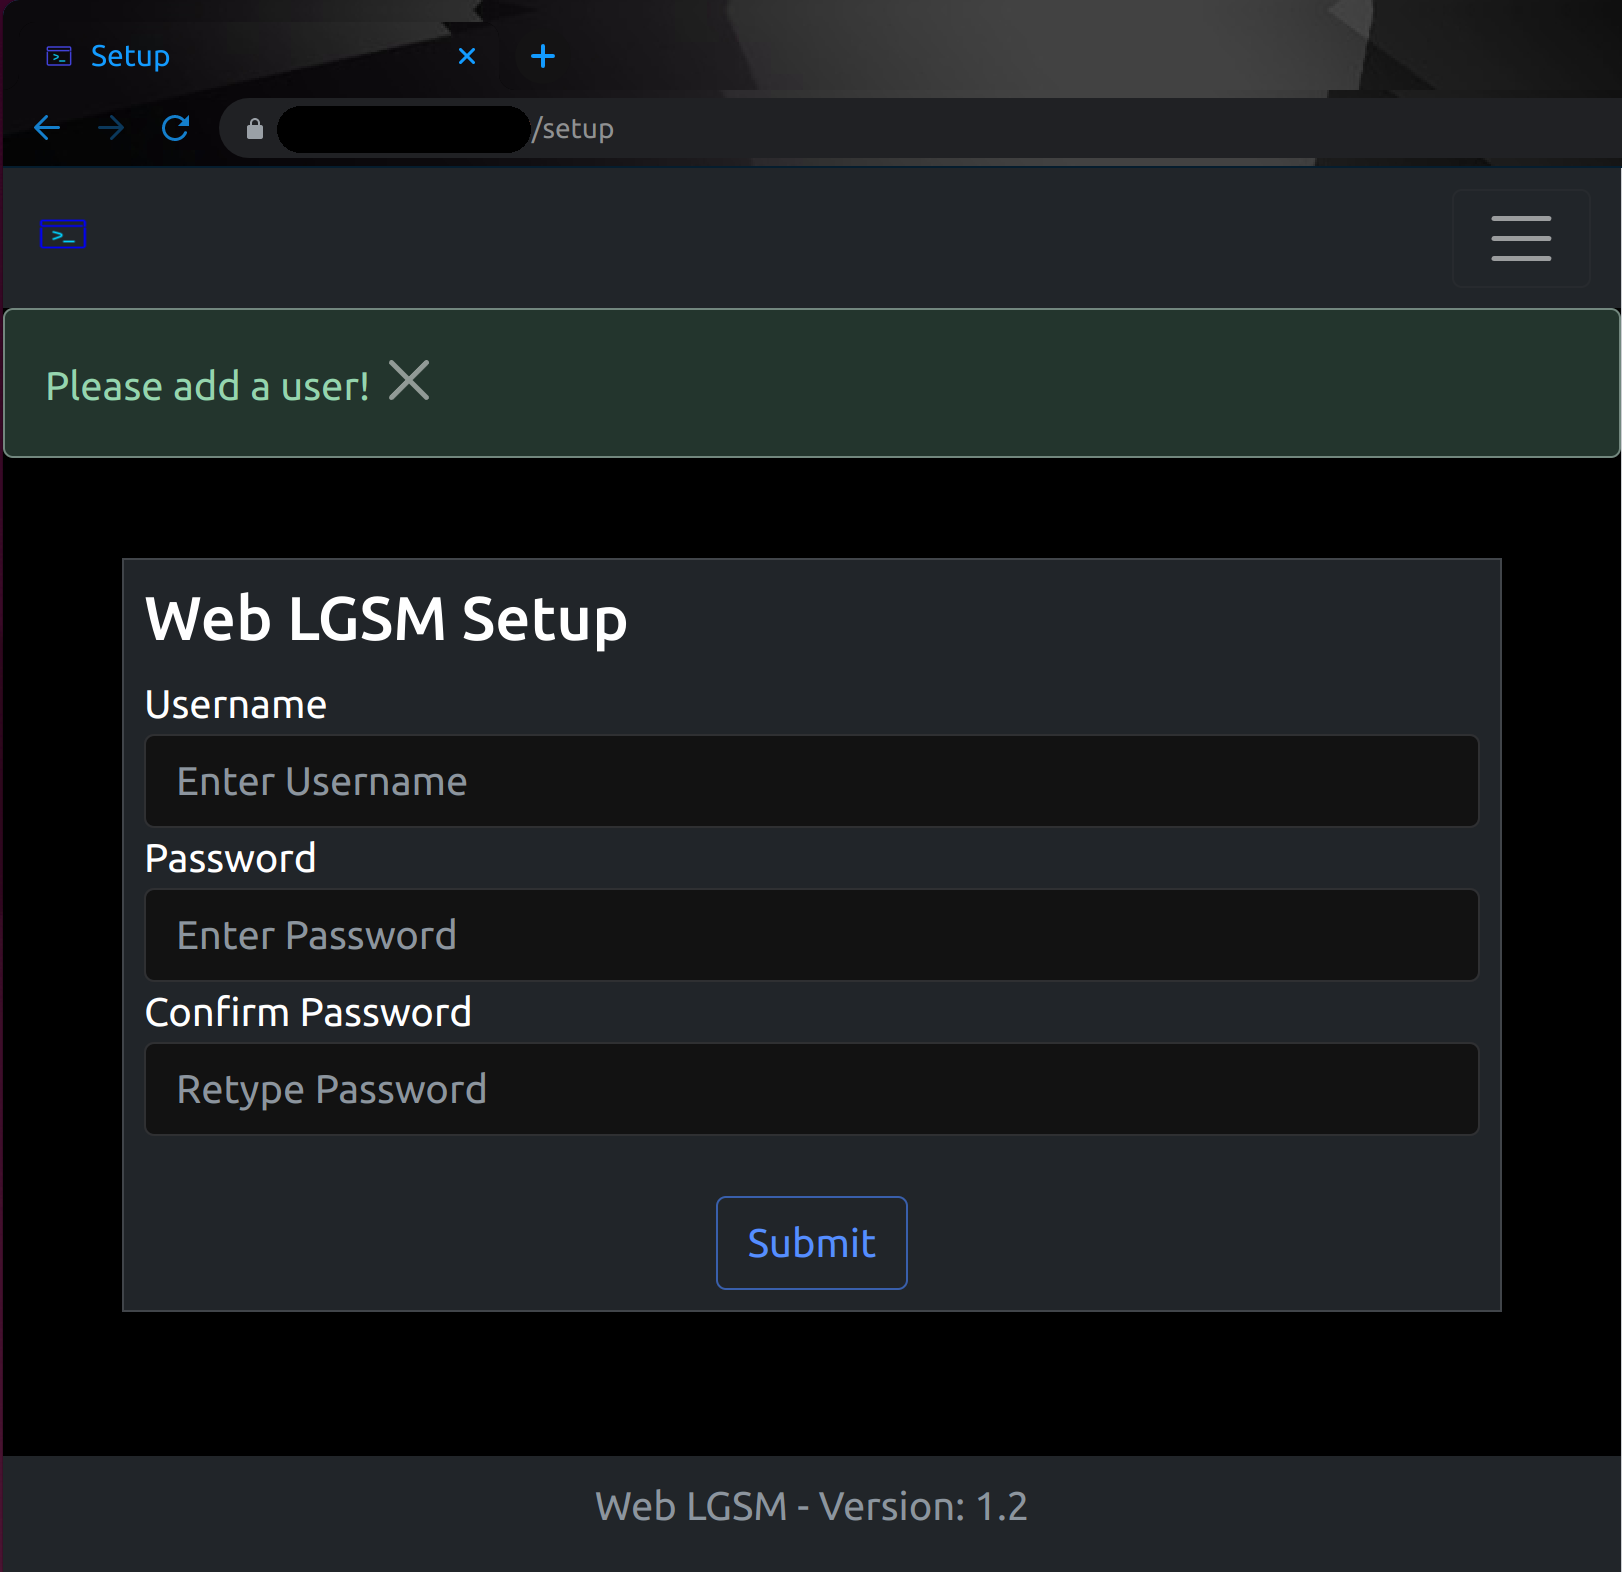 Setup
/setup
>_
Please add a user!
Web LGSM Setup
Username
Enter Username
Password
Enter Password
Confirm Password
Retype Password
Submit
Web LGSM - Version: 1.2